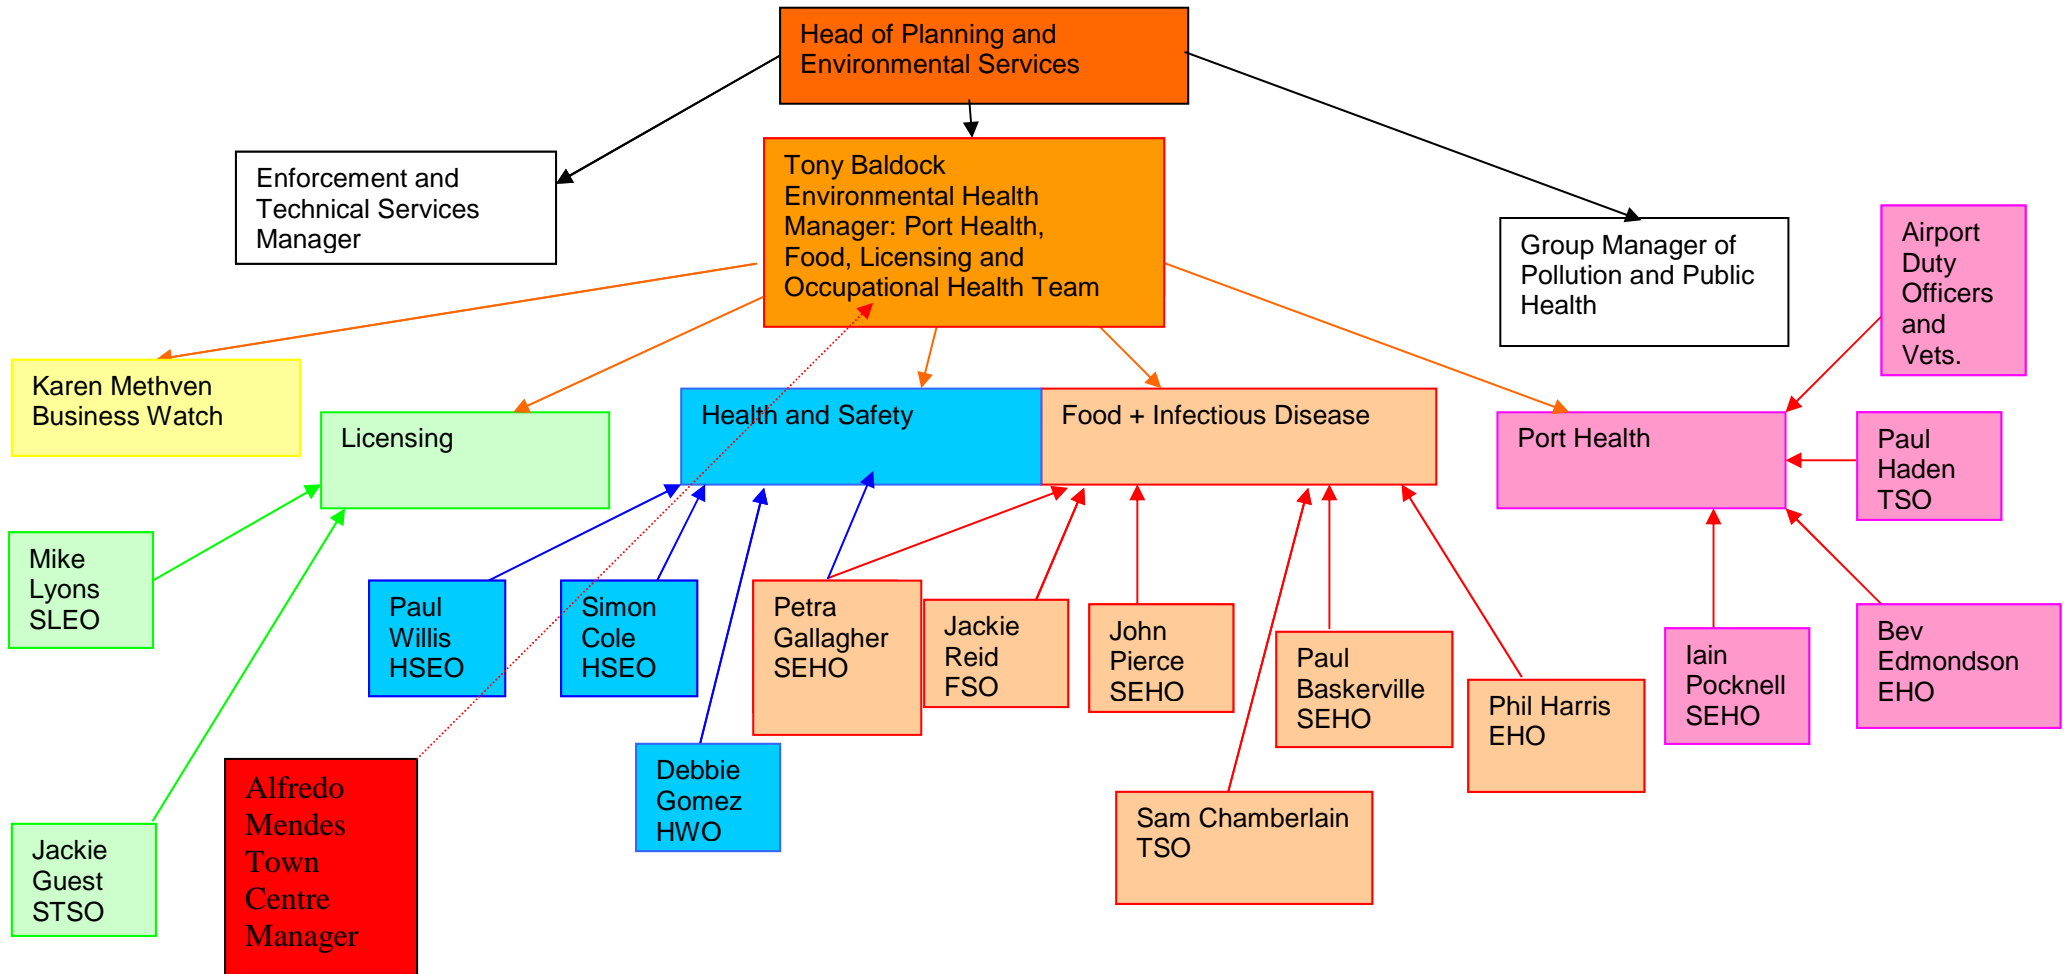 Head of Planning and
Environmental Services
Enforcement and
Technical Services
Manager
Tony Baldock
Environmental Health
Manager: Port Health,
Food, Licensing and
Occupational Health Team
Group Manager of
Pollution and Public
Health
Airport
Duty
Officers
and
Vets.
Karen Methven
Business Watch
Licensing
Health and Safety
Food + Infectious Disease
Port Health
Paul
Haden
TSO
Mike
Lyons
SLEO
Paul
Willis
HSEO
Simon
Cole
HSEO
Petra
Gallagher
SEHO
Jackie
Reid
FSO
John
Pierce
SEHO
Paul
Baskerville
SEHO
Phil Harris
EHO
Iain
Pocknell
SEHO
Bev
Edmondson
EHO
Debbie
Gomez
HWO
Sam Chamberlain
TSO
Alfredo
Mendes
Town
Centre
Manager
Jackie
Guest
STSO